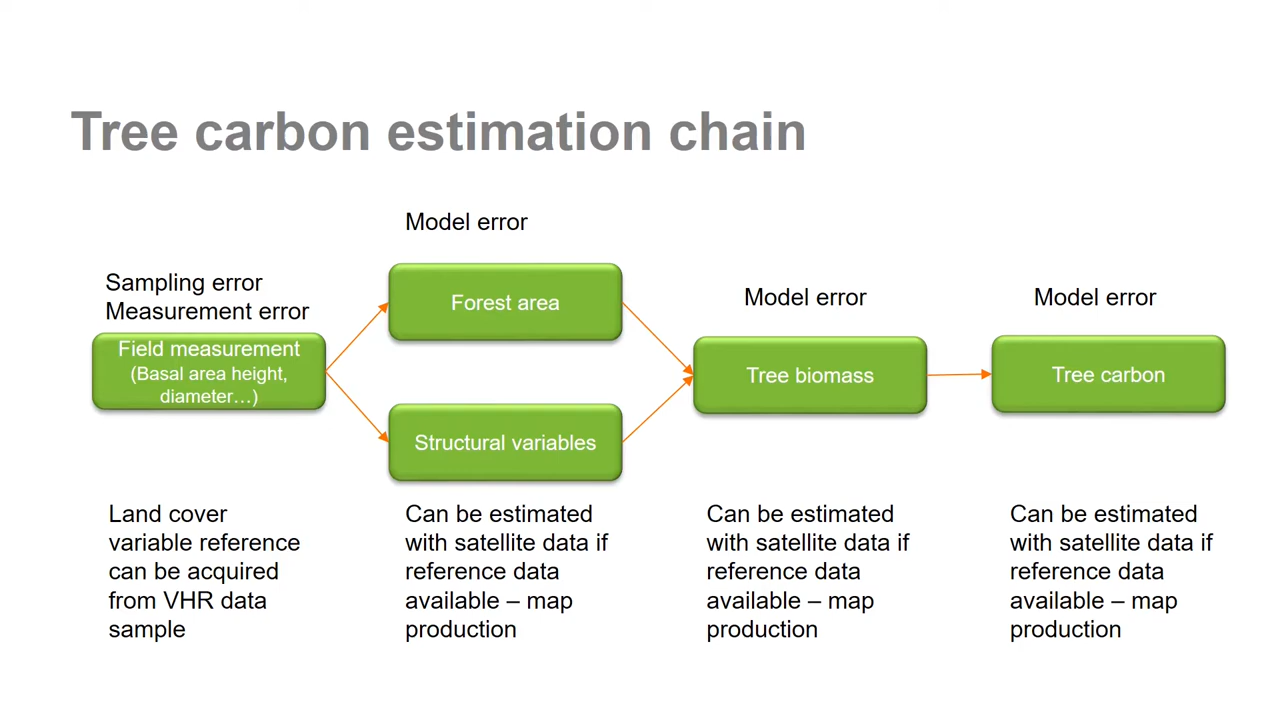 Tree carbon estimation chain
Sampling error
Measurement error
Field measurement
(Basal area height,
diameter…)
Land cover
variable reference
can be acquired
from VHR data
sample
Model error
Forest area
Structural variables
Can be estimated
with satellite data if
reference data
available – map
production
Model error
Tree biomass
Can be estimated
with satellite data if
reference data
available – map
production
Model error
Tree carbon
Can be estimated
with satellite data if
reference data
available – map
production